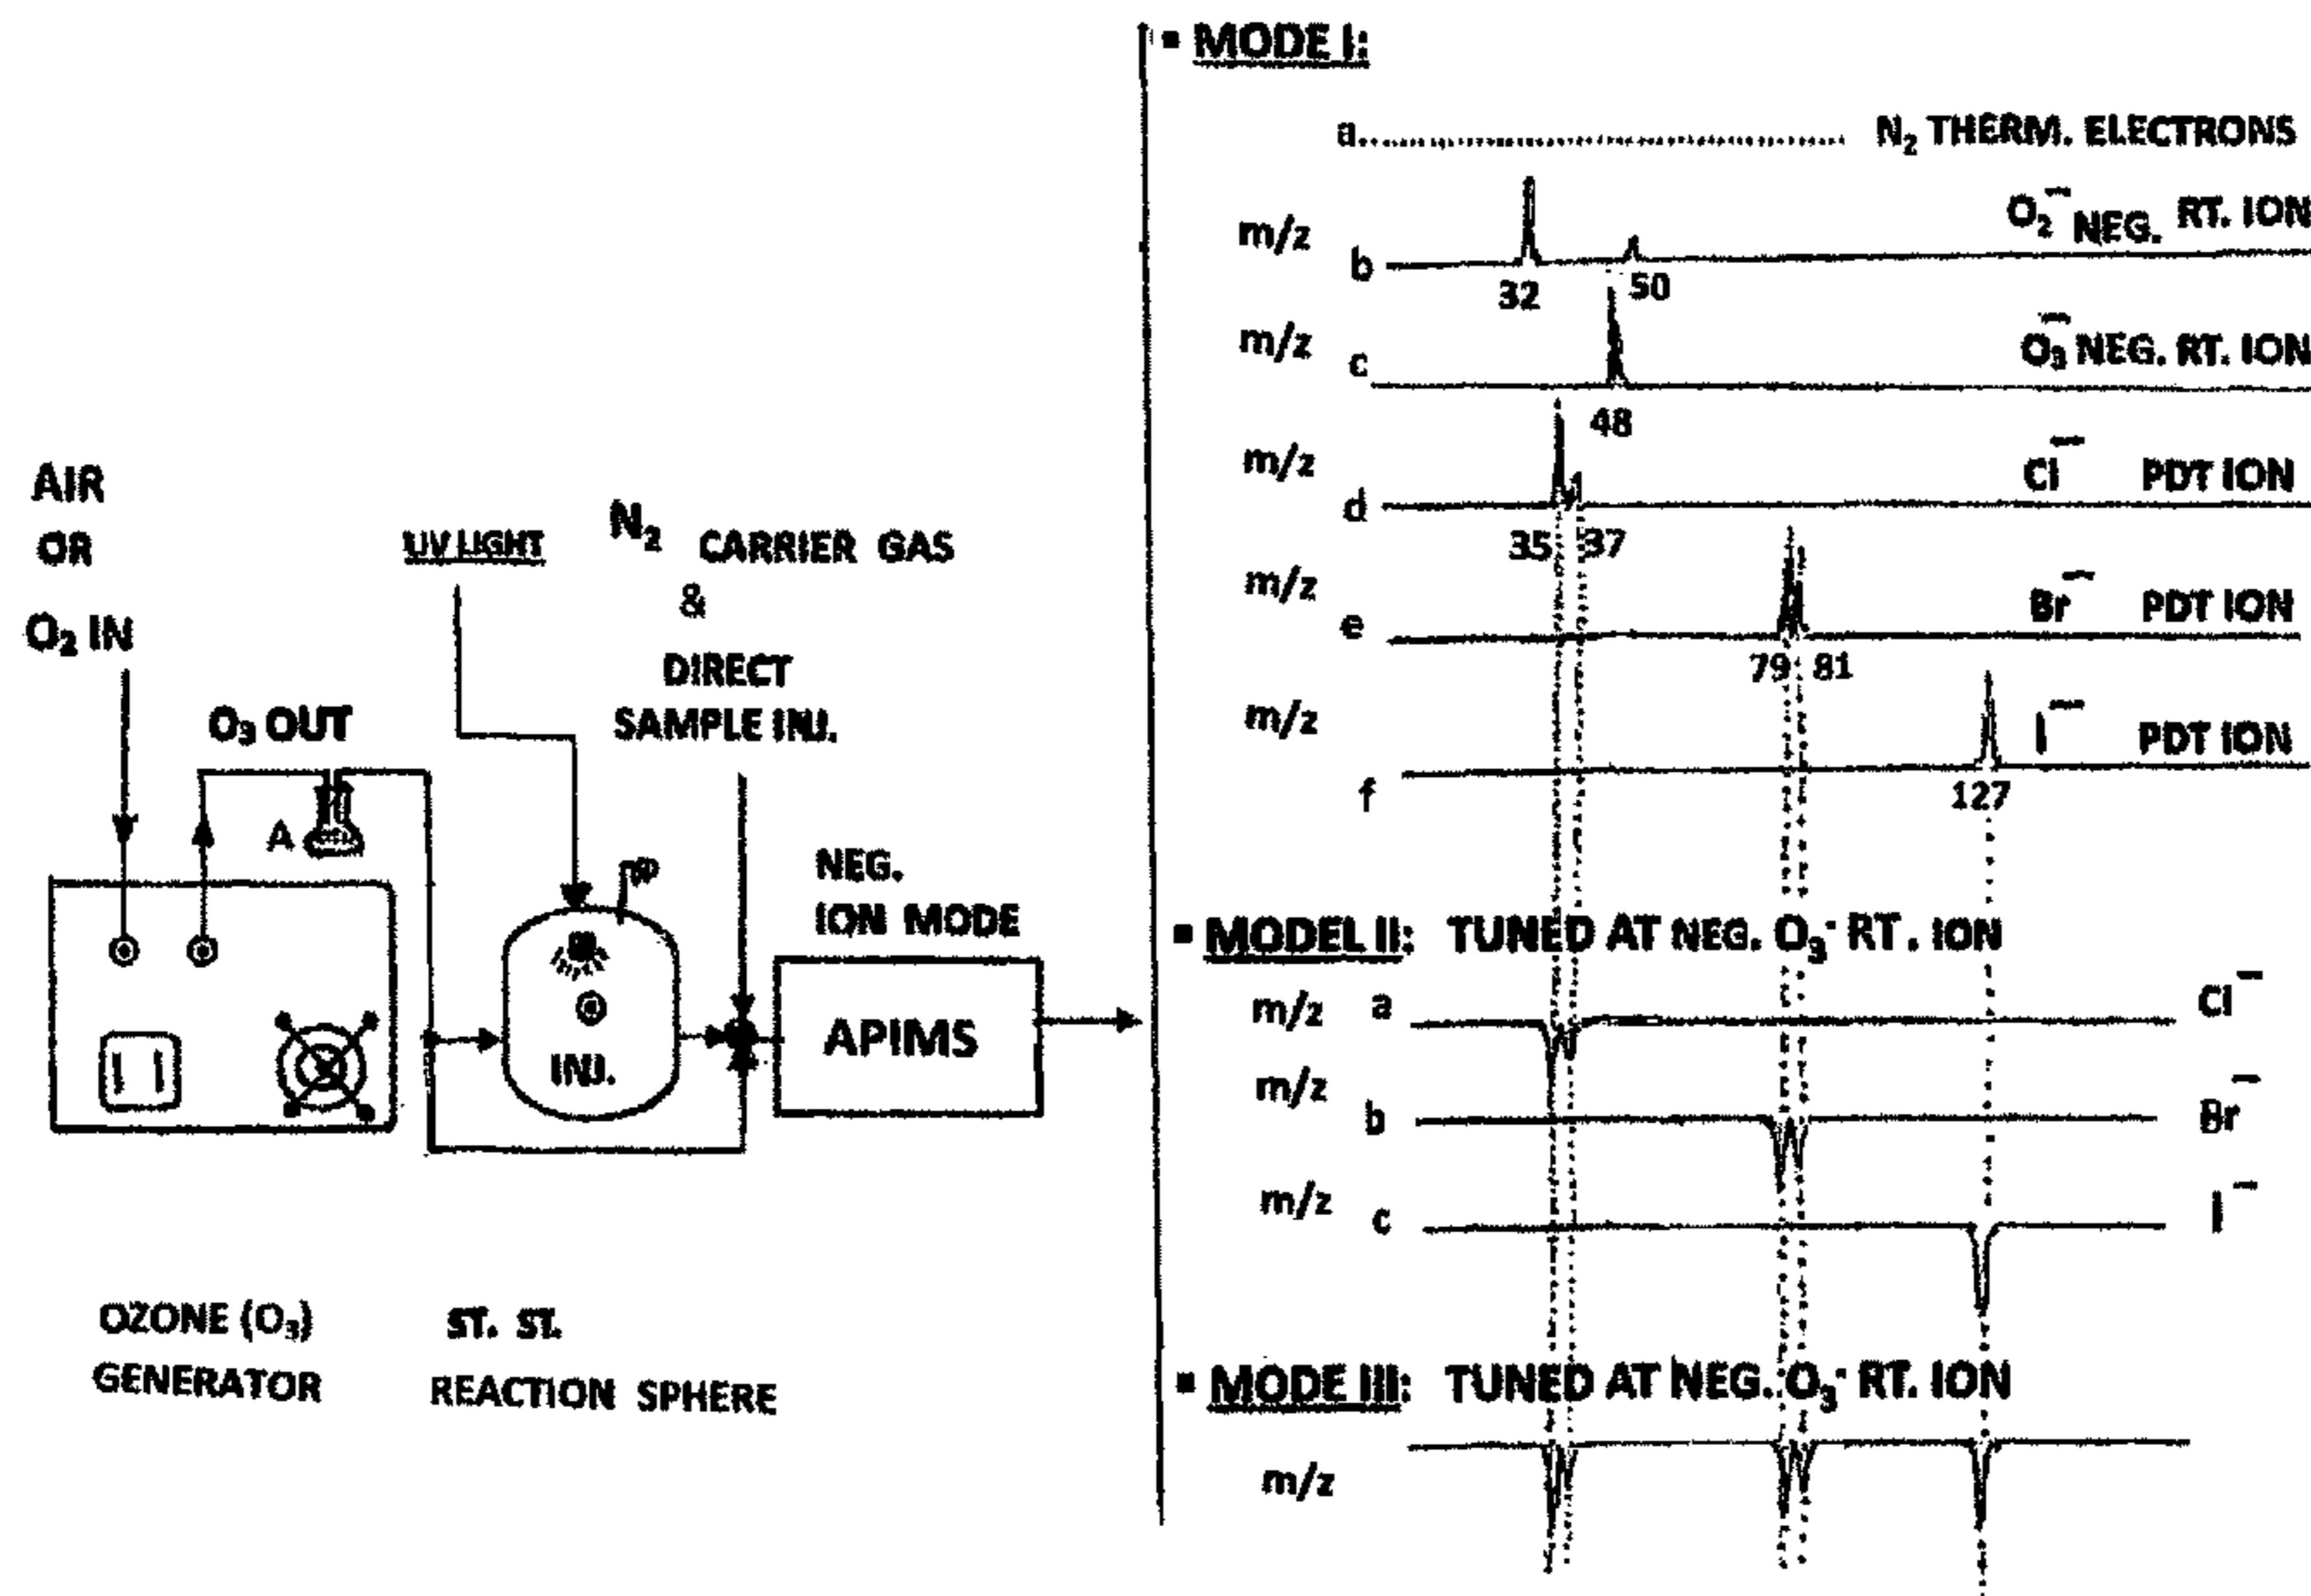 AIR
OR
O₂ IN
O₃ OUT
A
UV LIGHT
N₂ CARRIER GAS
&
DIRECT
SAMPLE INJ.
INJ.
NEG.
ION MODE
APIMS
OZONE (O₃)
GENERATOR
ST. ST.
REACTION SPHERE
▪ MODE I:
a N₂ THERM. ELECTRONS
m/z b O₂⁻ NEG. RT. ION
32 50
m/z c O₃⁻ NEG. RT. ION
48
m/z d Cl⁻ PDT ION
35 37
m/z e Br⁻ PDT ION
79 81
m/z f I⁻ PDT ION
127
▪ MODEL II: TUNED AT NEG. O₃⁻ RT. ION
m/z a Cl⁻
m/z b Br⁻
m/z c I⁻
▪ MODE III: TUNED AT NEG. O₃⁻ RT. ION
m/z